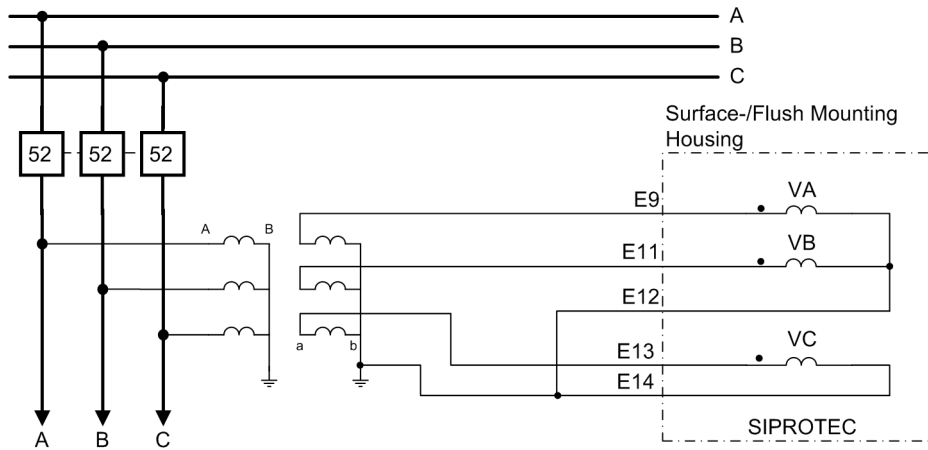 A
B
C
Surface-/Flush Mounting
Housing
52 52 52
E9 VA
A B
E11 VB
E12
E13 VC
a b
E14
SIPROTEC
A B C